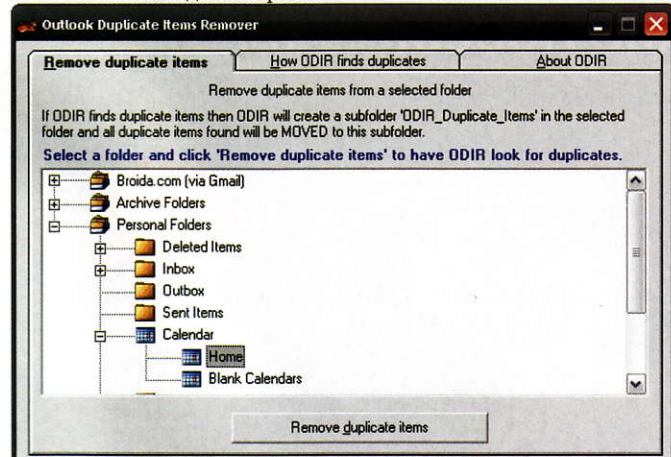 Outlook Duplicate Items Remover
Remove duplicate items
How ODIR finds duplicates
About ODIR
Remove duplicate items from a selected folder
If ODIR finds duplicate items then ODIR will create a subfolder 'ODIR_Duplicate_Items' in the selected
folder and all duplicate items found will be MOVED to this subfolder.
Select a folder and click 'Remove duplicate items' to have ODIR look for duplicates.
Broida.com (via Gmail)
Archive Folders
Personal Folders
Deleted Items
Inbox
Outbox
Sent Items
Calendar
Home
Blank Calendars
Remove duplicate items